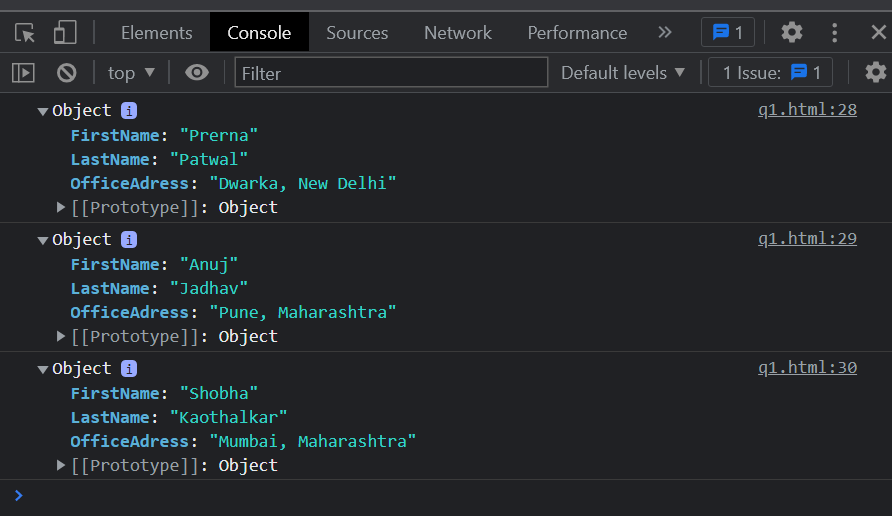 Elements Console Sources Network Performance » 1
top ▼ Filter Default levels ▼ 1 Issue: 1
▼Object i q1.html:28
FirstName: "Prerna"
LastName: "Patwal"
OfficeAdress: "Dwarka, New Delhi"
▶[[Prototype]]: Object
▼Object i q1.html:29
FirstName: "Anuj"
LastName: "Jadhav"
OfficeAdress: "Pune, Maharashtra"
▶[[Prototype]]: Object
▼Object i q1.html:30
FirstName: "Shobha"
LastName: "Kaothalkar"
OfficeAdress: "Mumbai, Maharashtra"
▶[[Prototype]]: Object